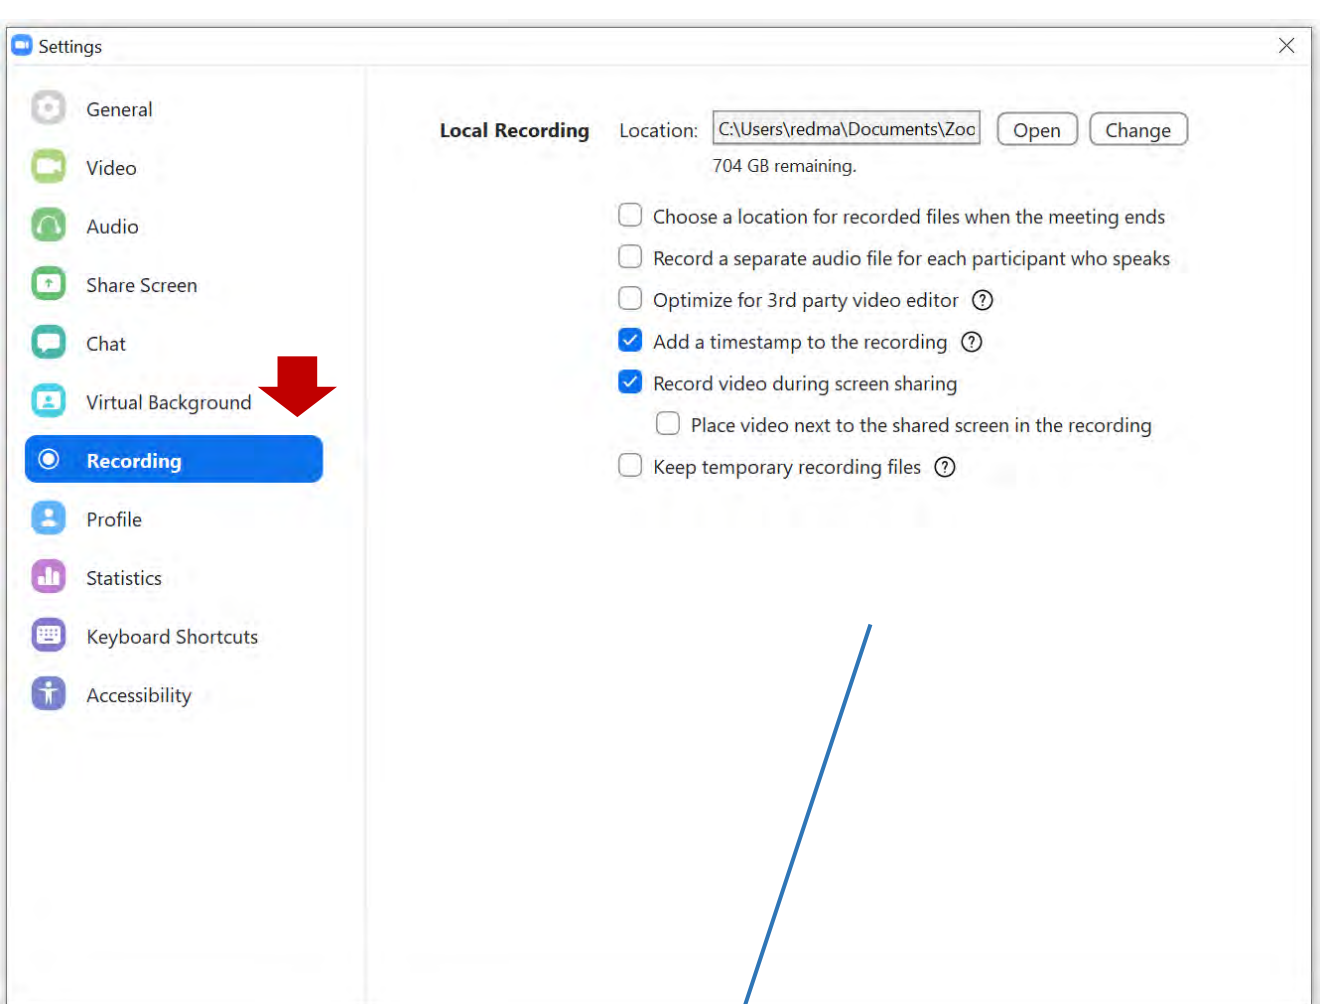 Settings
General
Video
Audio
Share Screen
Chat
Virtual Background
Recording
Profile
Statistics
Keyboard Shortcuts
Accessibility
Local Recording Location: C:\Users\redma\Documents\Zoc Open Change
704 GB remaining.
Choose a location for recorded files when the meeting ends
Record a separate audio file for each participant who speaks
Optimize for 3rd party video editor ?
Add a timestamp to the recording ?
Record video during screen sharing
Place video next to the shared screen in the recording
Keep temporary recording files ?